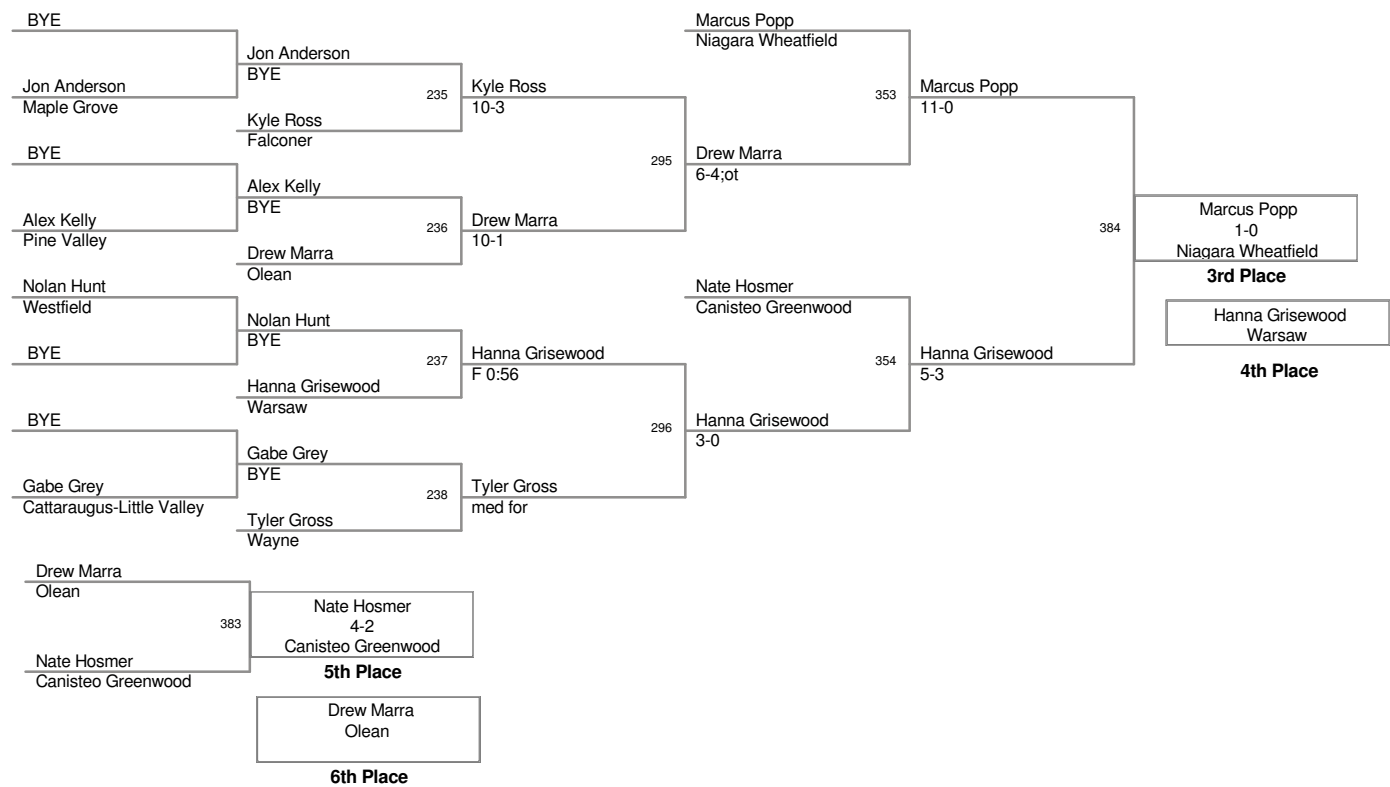 BYE
Jon Anderson
Maple Grove
BYE
Alex Kelly
Pine Valley
Nolan Hunt
Westfield
BYE
BYE
Gabe Grey
Cattaraugus-Little Valley
Jon Anderson
BYE
Kyle Ross
Falconer
Alex Kelly
BYE
Drew Marra
Olean
Nolan Hunt
BYE
Hanna Grisewood
Warsaw
Gabe Grey
BYE
Tyler Gross
Wayne
235
236
237
238
Kyle Ross
10-3
Drew Marra
10-1
Hanna Grisewood
F 0:56
Tyler Gross
med for
295
296
Marcus Popp
Niagara Wheatfield
Drew Marra
6-4;ot
Nate Hosmer
Canisteo Greenwood
Hanna Grisewood
3-0
353
354
Marcus Popp
11-0
Hanna Grisewood
5-3
384
Marcus Popp
1-0
Niagara Wheatfield
3rd Place
Hanna Grisewood
Warsaw
4th Place
Drew Marra
Olean
383
Nate Hosmer
Canisteo Greenwood
Nate Hosmer
4-2
Canisteo Greenwood
5th Place
Drew Marra
Olean
6th Place